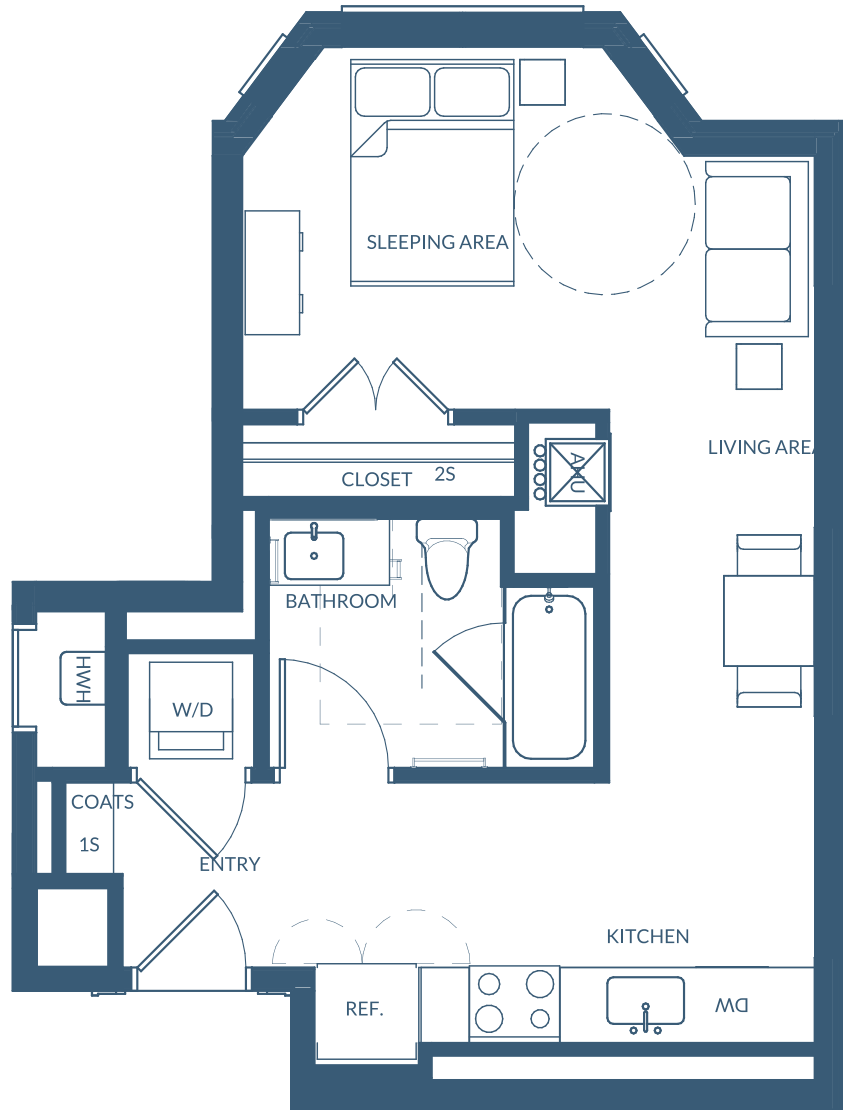 SLEEPING AREA
LIVING AREA
CLOSET 2S
AHU
BATHROOM
HWH
W/D
COATS
1S
ENTRY
KITCHEN
REF.
DW